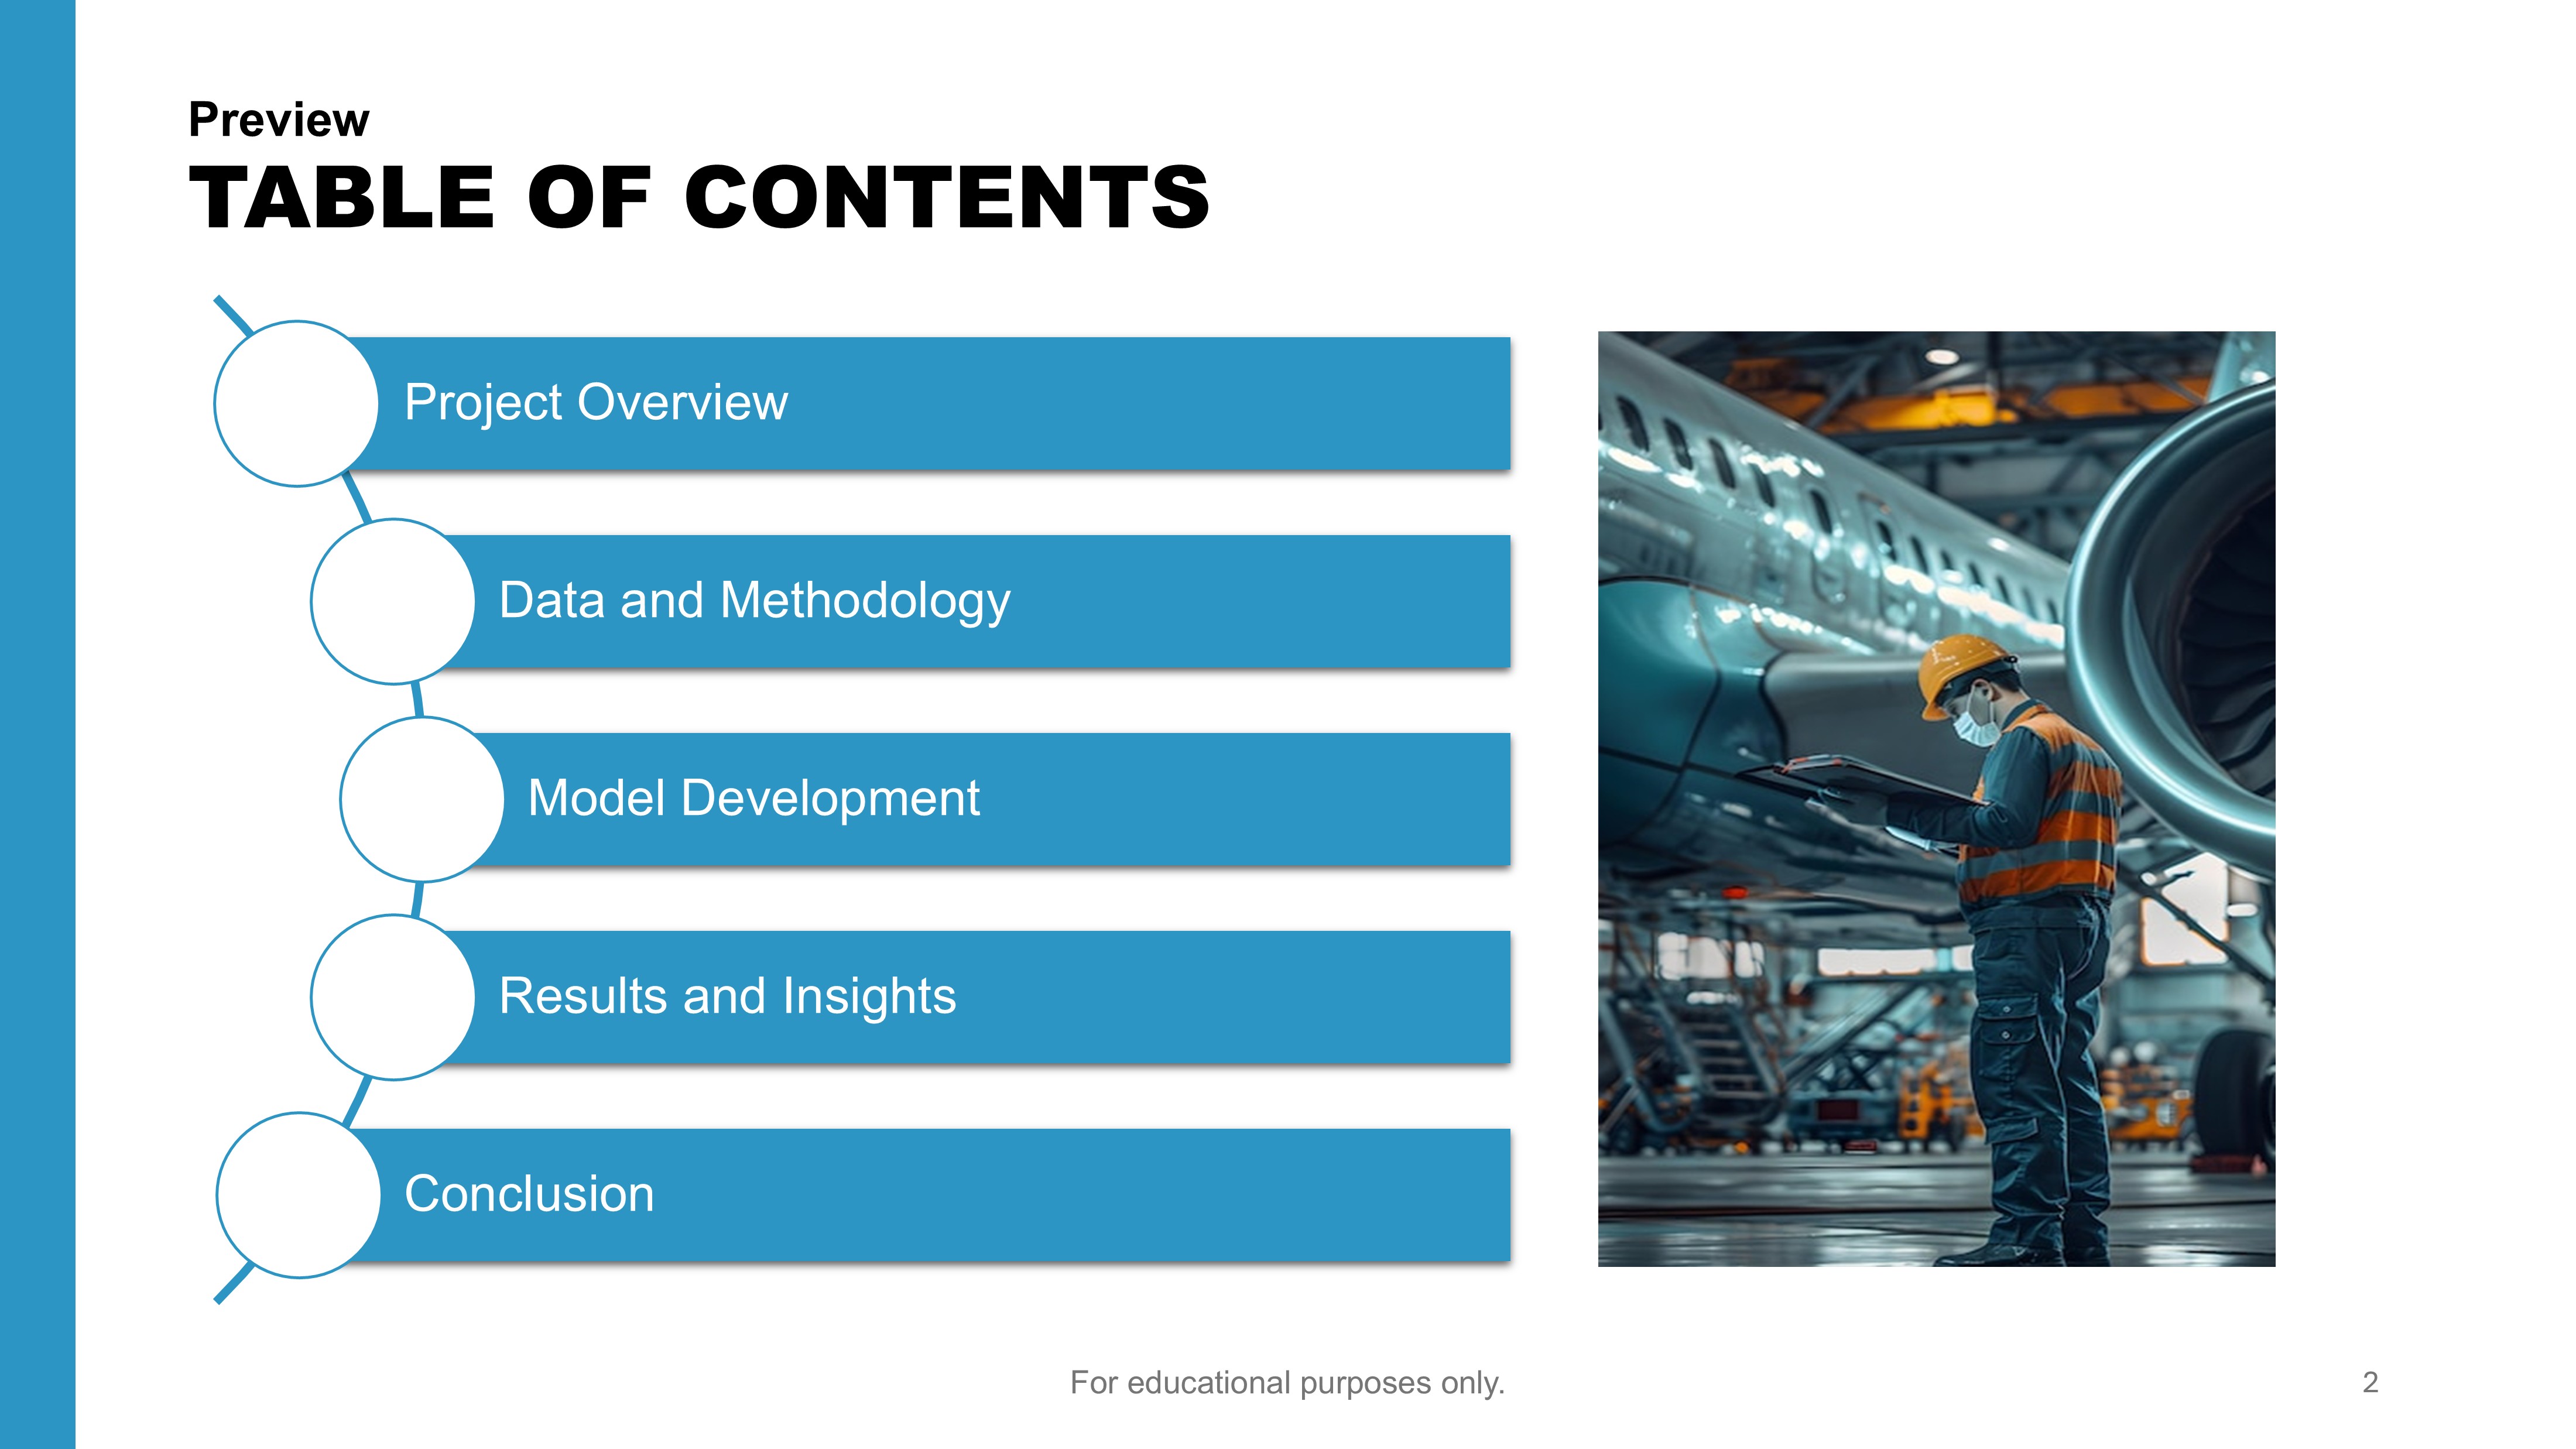 Preview
TABLE OF CONTENTS
Project Overview
Data and Methodology
Model Development
Results and Insights
Conclusion
For educational purposes only.
2